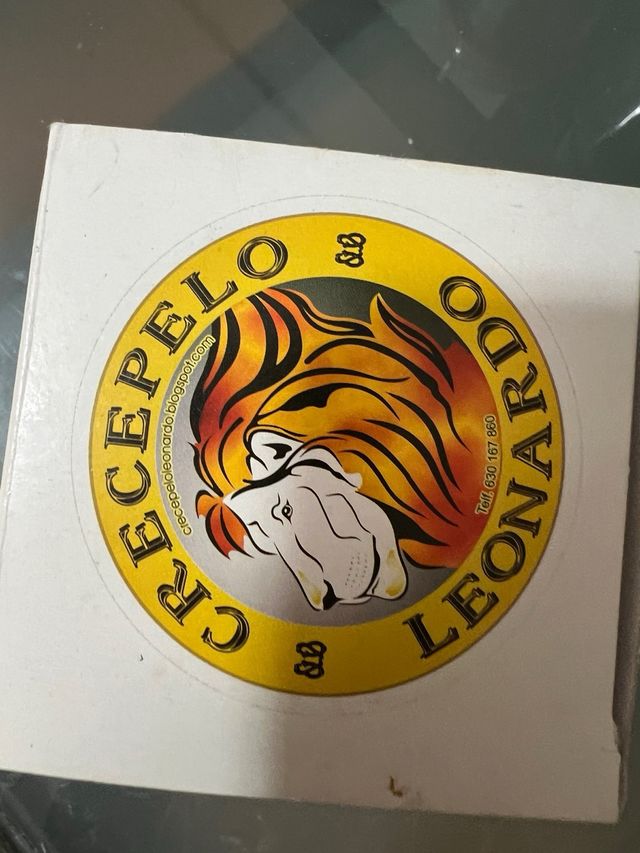 CRECEPELO
&B
LEONARDO
&B
crecepeloleonardo.blogspot.com
Telf. 630 167 860